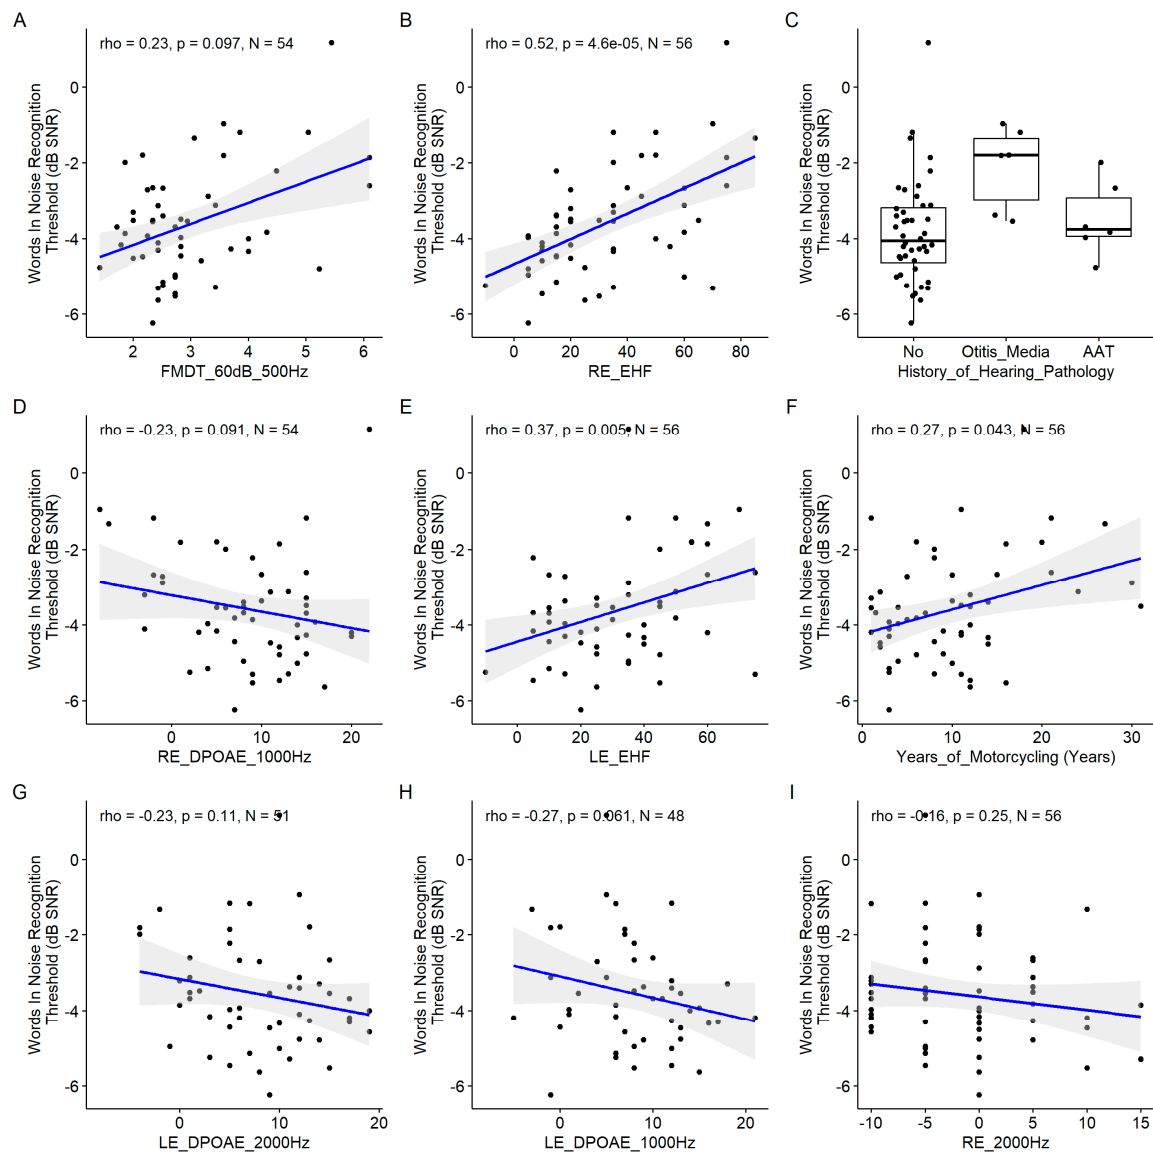 A
rho = 0.23, p = 0.097, N = 54
Words In Noise Recognition
Threshold (dB SNR)
0
-2
-4
-6
2 3 4 5 6
FMDT_60dB_500Hz
B
rho = 0.52, p = 4.6e-05, N = 56
Words In Noise Recognition
Threshold (dB SNR)
0
-2
-4
-6
0 20 40 60 80
RE_EHF
C
Words In Noise Recognition
Threshold (dB SNR)
0
-2
-4
-6
No Otitis_Media AAT
History_of_Hearing_Pathology
D
rho = -0.23, p = 0.091, N = 54
Words In Noise Recognition
Threshold (dB SNR)
0
-2
-4
-6
0 10 20
RE_DPOAE_1000Hz
E
rho = 0.37, p = 0.005, N = 56
Words In Noise Recognition
Threshold (dB SNR)
0
-2
-4
-6
0 20 40 60
LE_EHF
F
rho = 0.27, p = 0.043, N = 56
Words In Noise Recognition
Threshold (dB SNR)
0
-2
-4
-6
0 10 20 30
Years_of_Motorcycling (Years)
G
rho = -0.23, p = 0.11, N = 51
Words In Noise Recognition
Threshold (dB SNR)
0
-2
-4
-6
0 10 20
LE_DPOAE_2000Hz
H
rho = -0.27, p = 0.061, N = 48
Words In Noise Recognition
Threshold (dB SNR)
0
-2
-4
-6
0 10 20
LE_DPOAE_1000Hz
I
rho = -0.16, p = 0.25, N = 56
Words In Noise Recognition
Threshold (dB SNR)
0
-2
-4
-6
-10 -5 0 5 10 15
RE_2000Hz